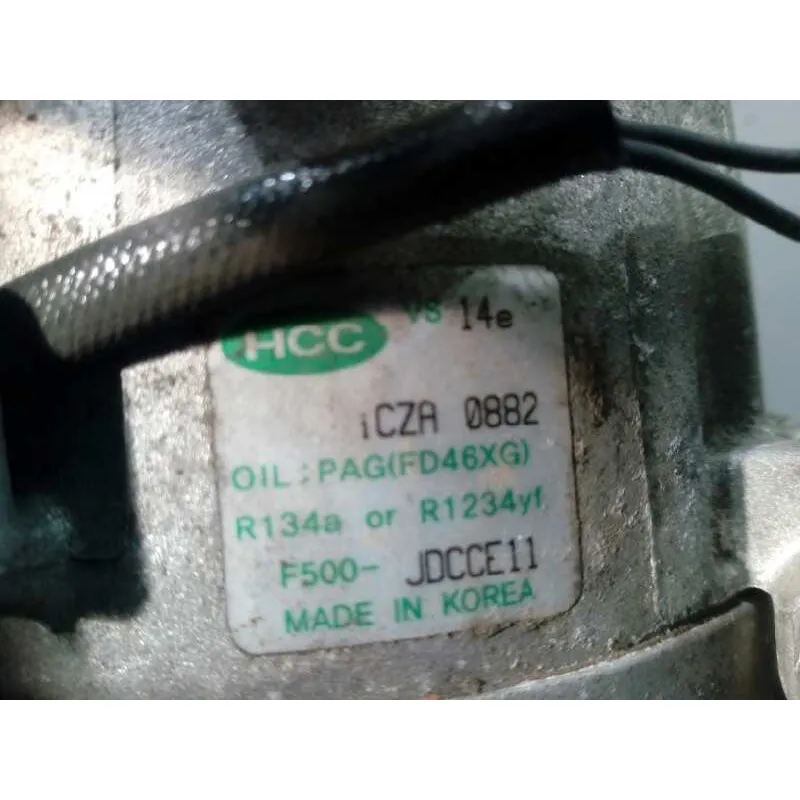 HCC VS 14e
iCZA 0882
OIL : PAG(FD46XG)
R134a or R1234yf
F500- JDCCE11
MADE IN KOREA